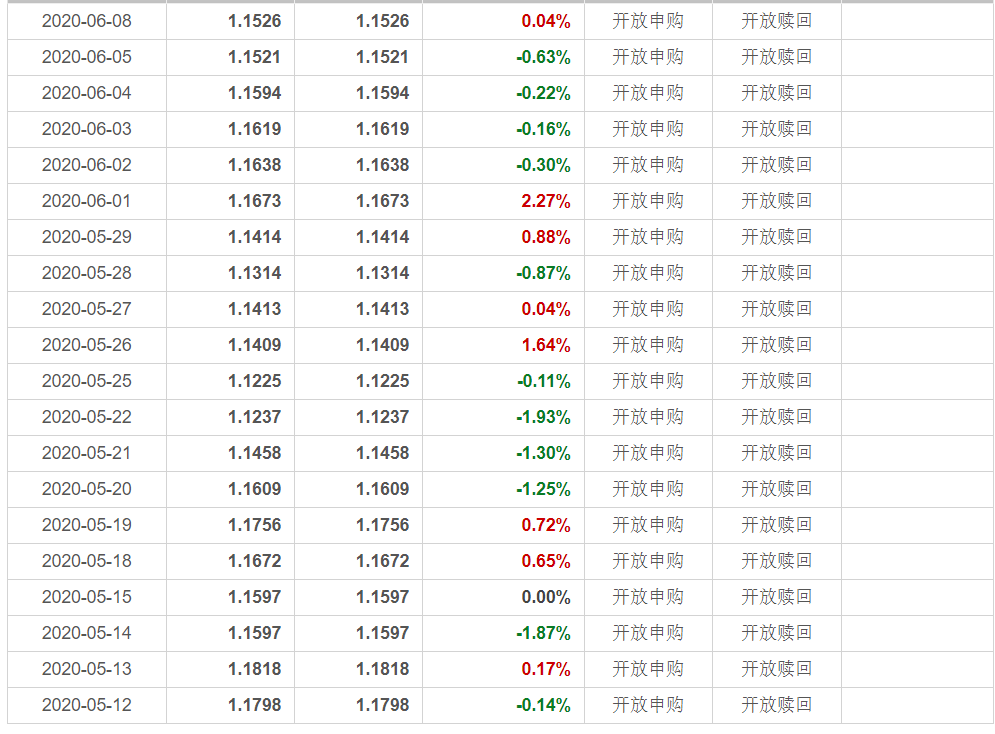 2020-06-08 1.1526 1.1526 0.04% 开放申购 开放赎回
2020-06-05 1.1521 1.1521 -0.63% 开放申购 开放赎回
2020-06-04 1.1594 1.1594 -0.22% 开放申购 开放赎回
2020-06-03 1.1619 1.1619 -0.16% 开放申购 开放赎回
2020-06-02 1.1638 1.1638 -0.30% 开放申购 开放赎回
2020-06-01 1.1673 1.1673 2.27% 开放申购 开放赎回
2020-05-29 1.1414 1.1414 0.88% 开放申购 开放赎回
2020-05-28 1.1314 1.1314 -0.87% 开放申购 开放赎回
2020-05-27 1.1413 1.1413 0.04% 开放申购 开放赎回
2020-05-26 1.1409 1.1409 1.64% 开放申购 开放赎回
2020-05-25 1.1225 1.1225 -0.11% 开放申购 开放赎回
2020-05-22 1.1237 1.1237 -1.93% 开放申购 开放赎回
2020-05-21 1.1458 1.1458 -1.30% 开放申购 开放赎回
2020-05-20 1.1609 1.1609 -1.25% 开放申购 开放赎回
2020-05-19 1.1756 1.1756 0.72% 开放申购 开放赎回
2020-05-18 1.1672 1.1672 0.65% 开放申购 开放赎回
2020-05-15 1.1597 1.1597 0.00% 开放申购 开放赎回
2020-05-14 1.1597 1.1597 -1.87% 开放申购 开放赎回
2020-05-13 1.1818 1.1818 0.17% 开放申购 开放赎回
2020-05-12 1.1798 1.1798 -0.14% 开放申购 开放赎回